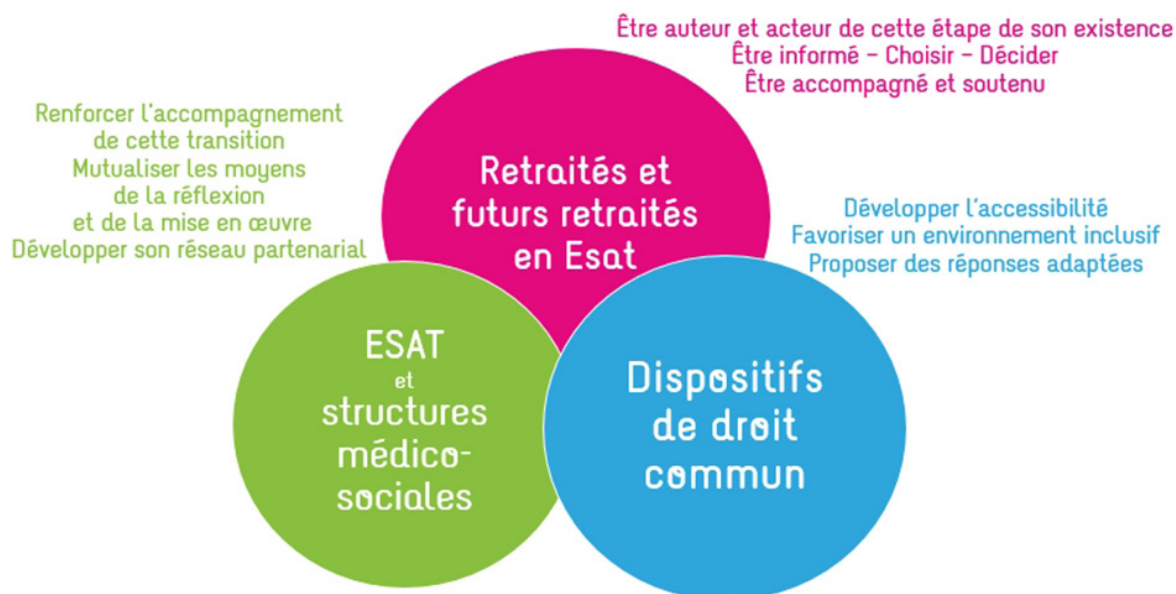 Être auteur et acteur de cette étape de son existence
Être informé – Choisir – Décider
Être accompagné et soutenu
Renforcer l'accompagnement
de cette transition
Mutualiser les moyens
de la réflexion
et de la mise en œuvre
Développer son réseau partenarial
Retraités et
futurs retraités
en Esat
Développer l'accessibilité
Favoriser un environnement inclusif
Proposer des réponses adaptées
ESAT
et
structures
médico-
sociales
Dispositifs
de droit
commun